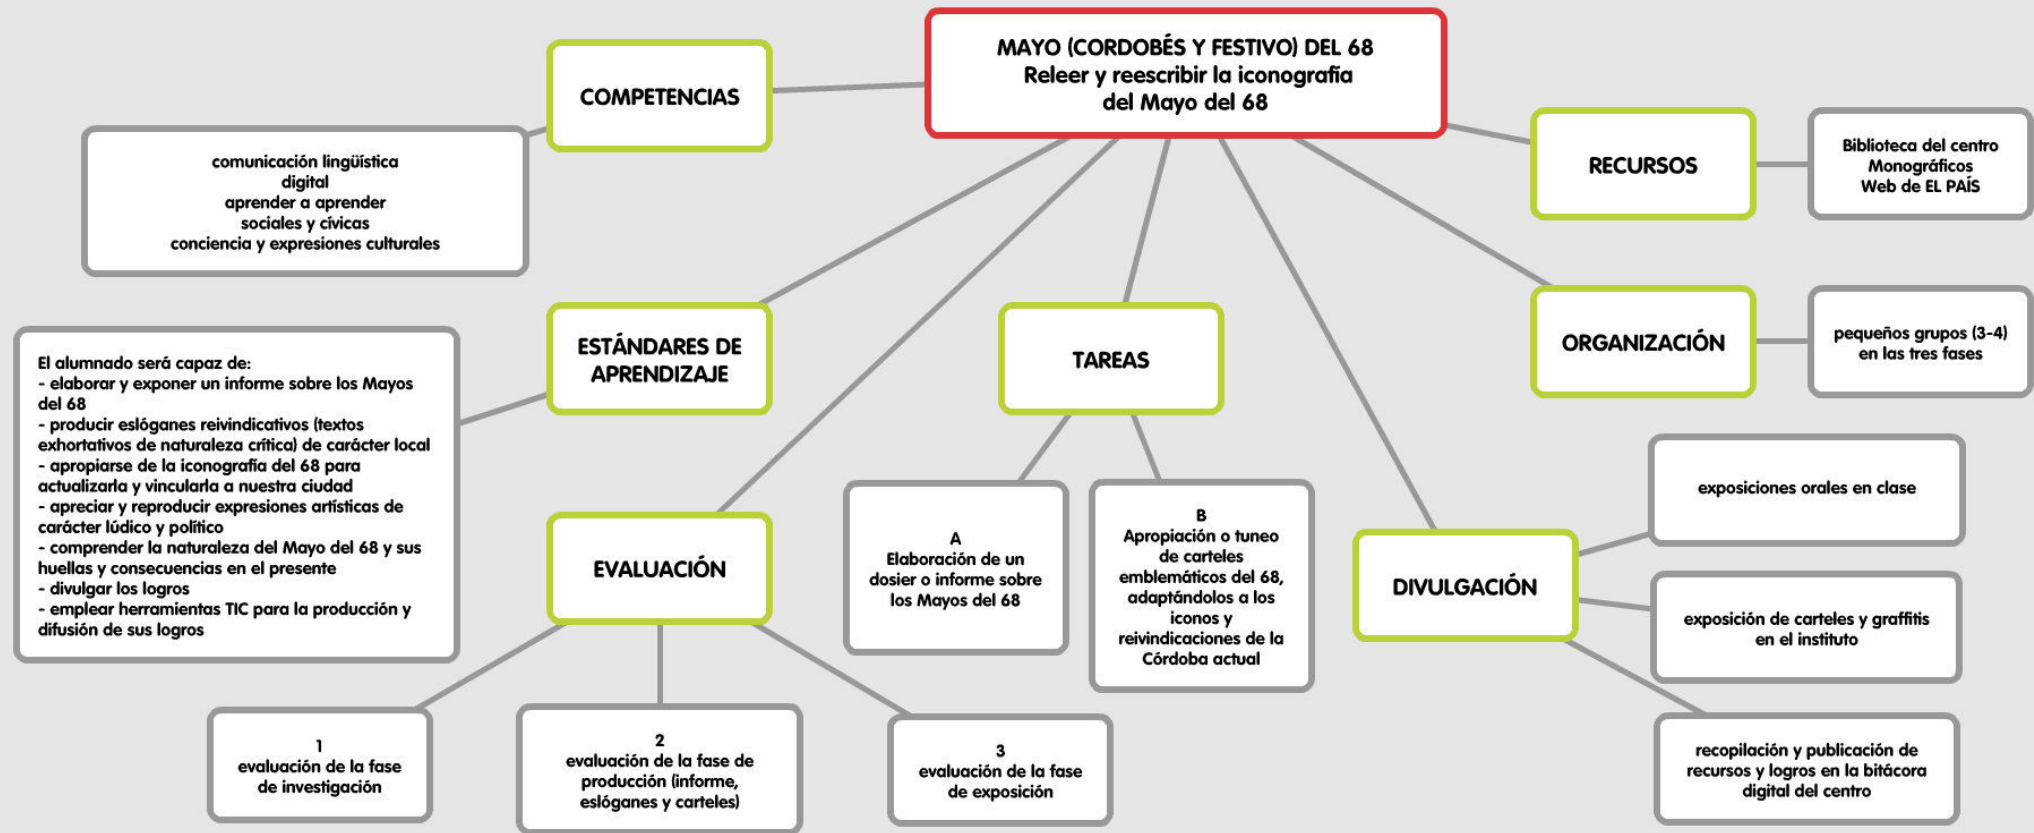 MAYO (CORDOBÉS Y FESTIVO) DEL 68
Releer y reescribir la iconografía
del Mayo del 68
COMPETENCIAS
comunicación lingüística
digital
aprender a aprender
sociales y cívicas
conciencia y expresiones culturales
RECURSOS
Biblioteca del centro
Monográficos
Web de EL PAÍS
ESTÁNDARES DE
APRENDIZAJE
El alumnado será capaz de:
- elaborar y exponer un informe sobre los Mayos
del 68
- producir eslóganes reivindicativos (textos
exhortativos de naturaleza crítica) de carácter local
- apropiarse de la iconografía del 68 para
actualizarla y vincularla a nuestra ciudad
- apreciar y reproducir expresiones artísticas de
carácter lúdico y político
- comprender la naturaleza del Mayo del 68 y sus
huellas y consecuencias en el presente
- divulgar los logros
- emplear herramientas TIC para la producción y
difusión de sus logros
TAREAS
A
Elaboración de un
dosier o informe sobre
los Mayos del 68
B
Apropiación o tuneo
de carteles
emblemáticos del 68,
adaptándolos a los
iconos y
reivindicaciones de la
Córdoba actual
ORGANIZACIÓN
pequeños grupos (3-4)
en las tres fases
EVALUACIÓN
1
evaluación de la fase
de investigación
2
evaluación de la fase de
producción (informe,
eslóganes y carteles)
3
evaluación de la fase
de exposición
DIVULGACIÓN
exposiciones orales en clase
exposición de carteles y graffitis
en el instituto
recopilación y publicación de
recursos y logros en la bitácora
digital del centro